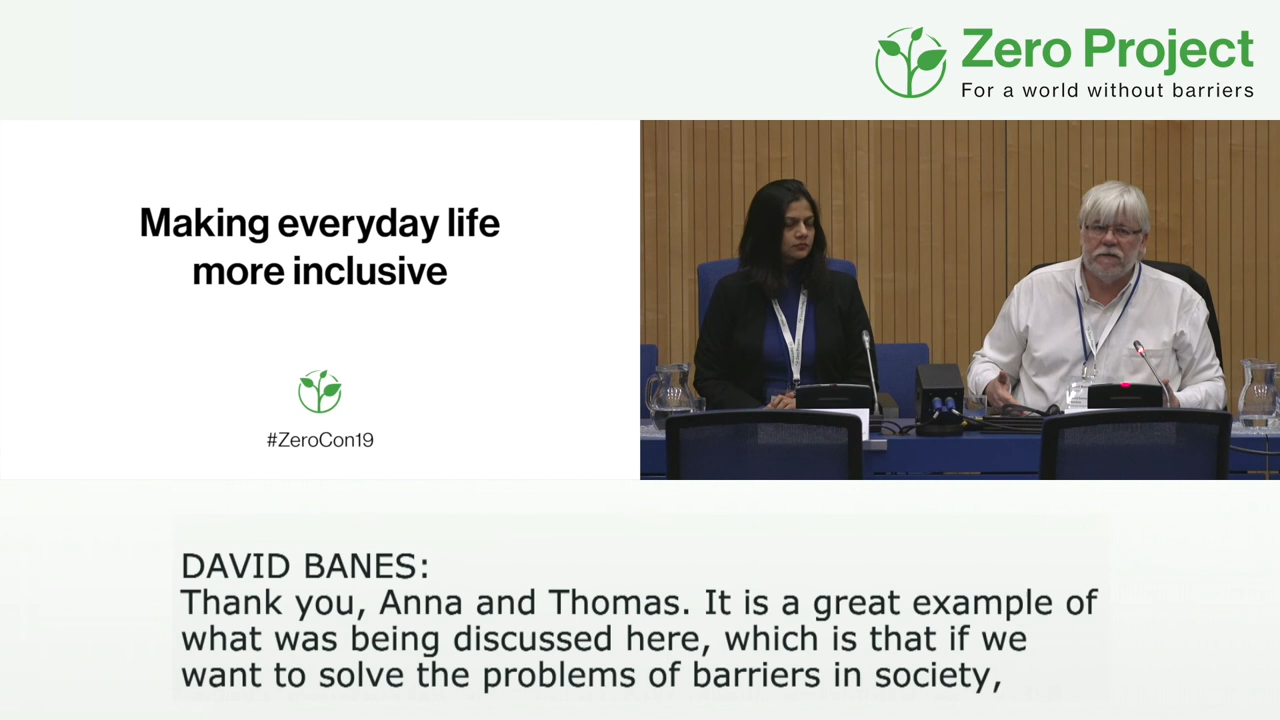 Zero Project
For a world without barriers
Making everyday life
more inclusive
#ZeroCon19
DAVID BANES:
Thank you, Anna and Thomas. It is a great example of
what was being discussed here, which is that if we
want to solve the problems of barriers in society,